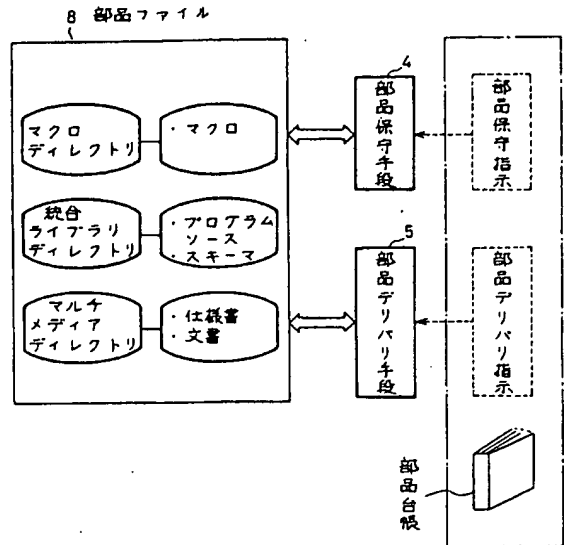 8 部品ファイル
マクロ
ディレクトリ
・マクロ
統合
ライブラリ
ディレクトリ
・プログラム
ソース
・スキーマ
マルチ
メディア
ディレクトリ
・仕様書
・文書
4
部品保守手段
5
部品デリバリ手段
部品保守指示
部品デリバリ指示
部品台帳